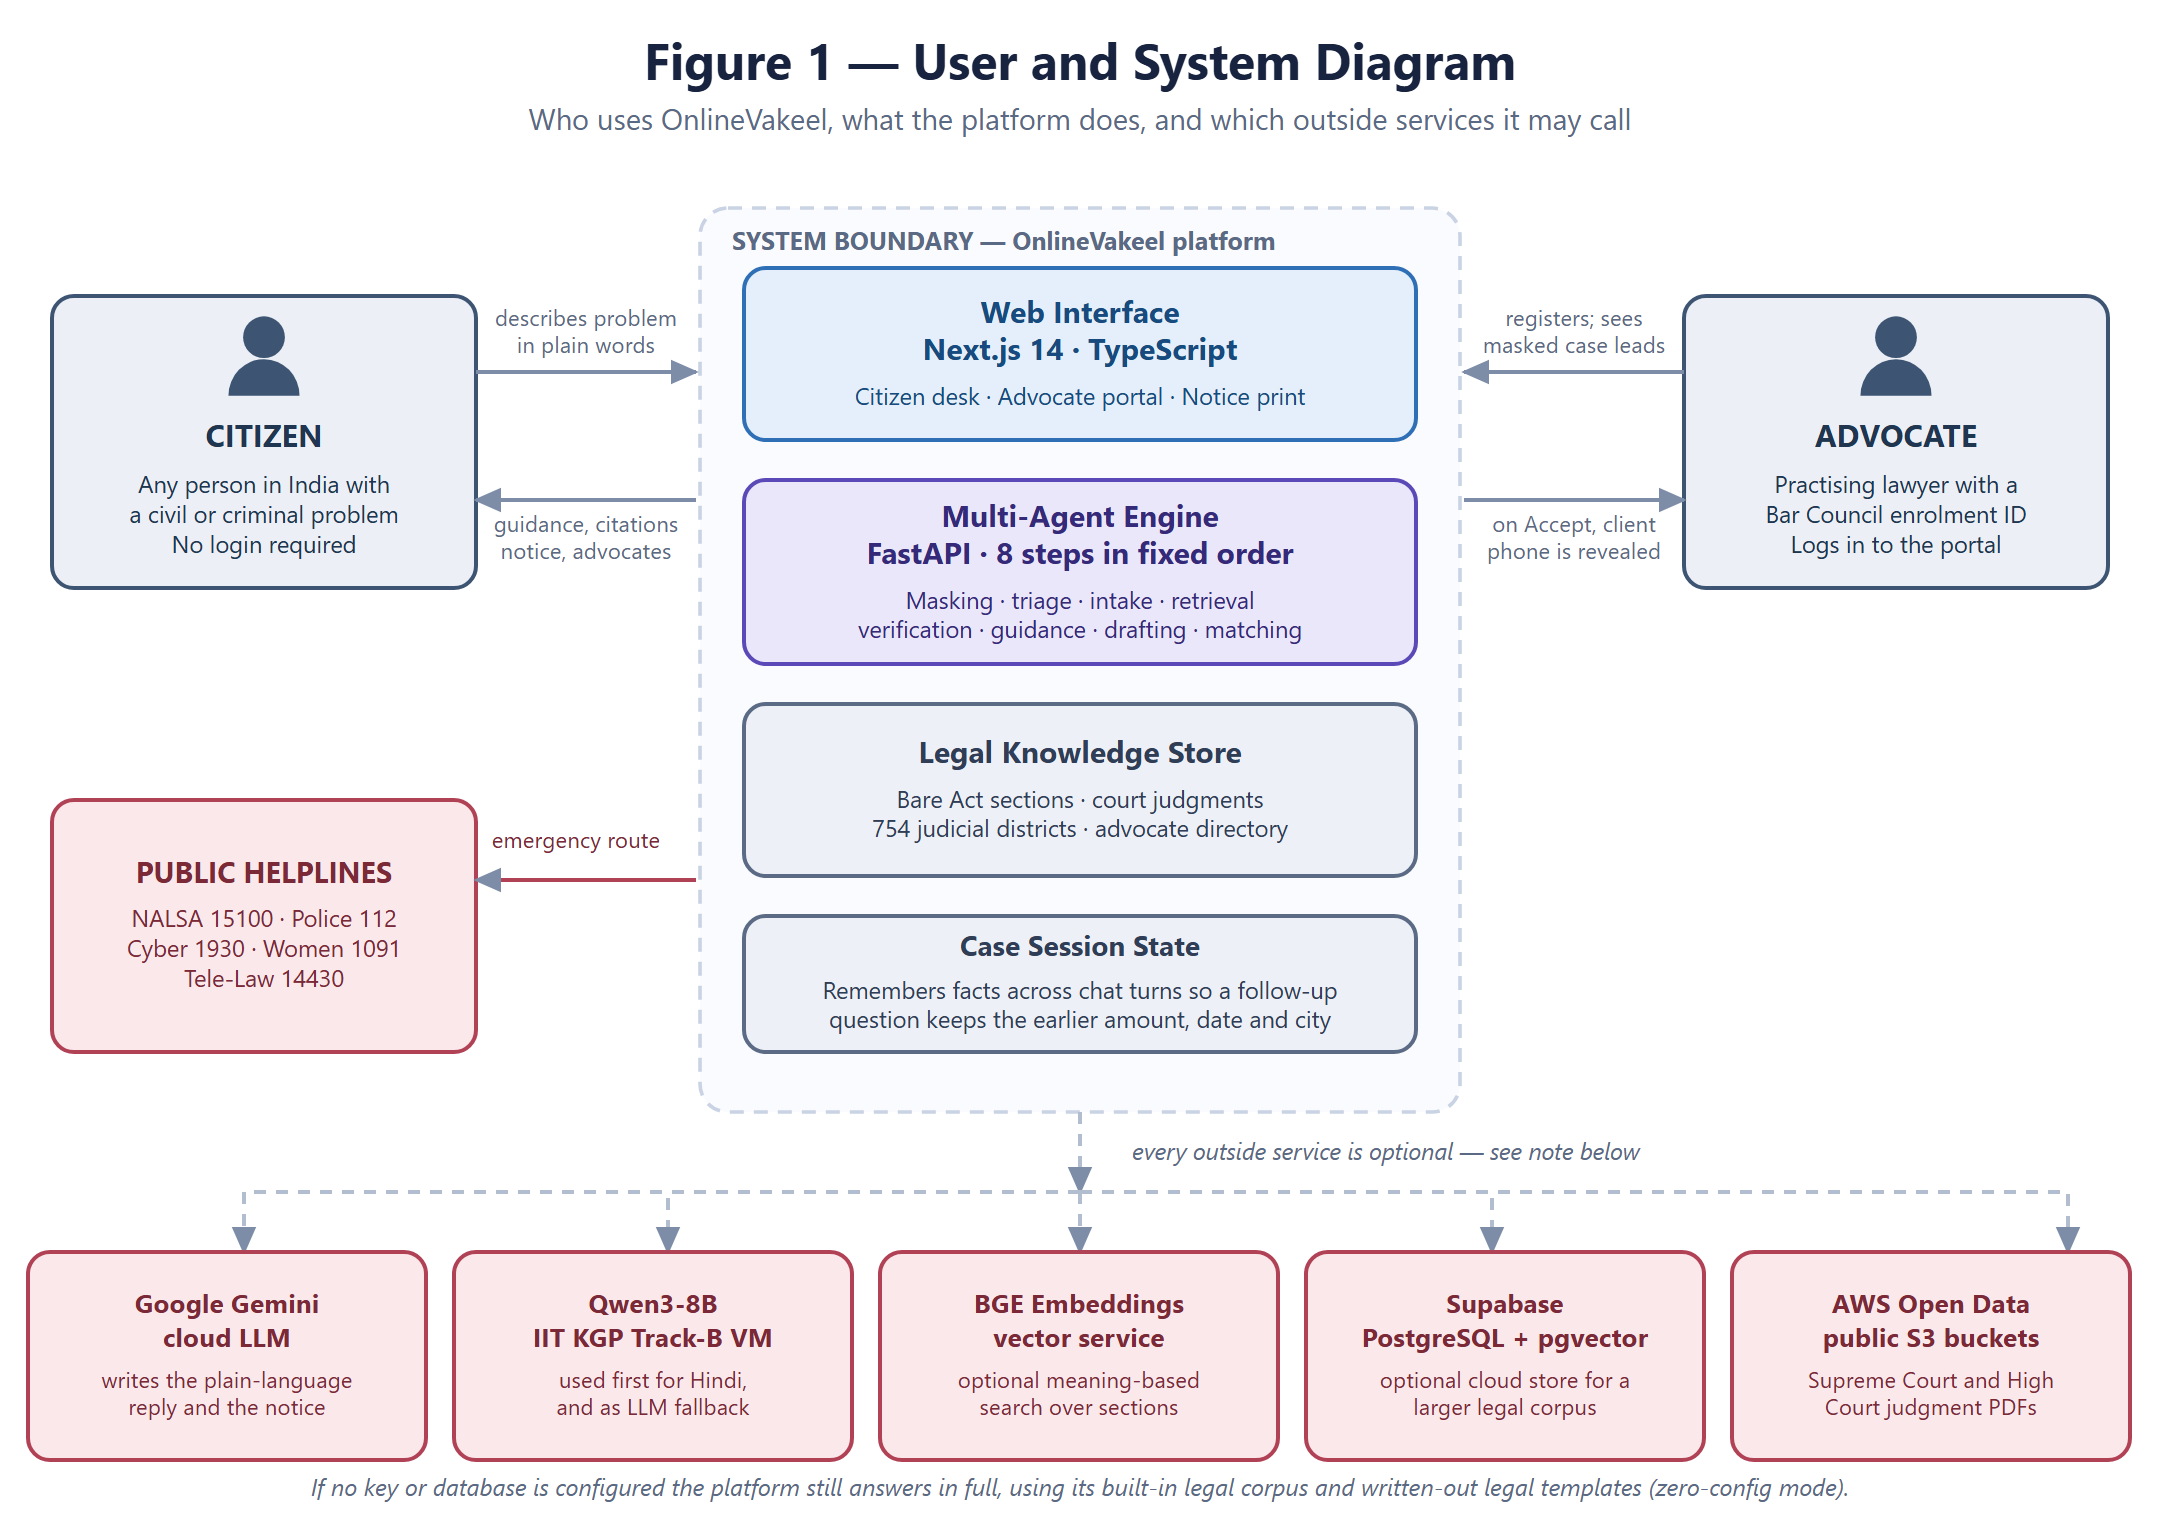 Figure 1 — User and System Diagram
Who uses OnlineVakeel, what the platform does, and which outside services it may call
SYSTEM BOUNDARY — OnlineVakeel platform
Web Interface
Next.js 14 · TypeScript
Citizen desk · Advocate portal · Notice print
CITIZEN
Any person in India with
a civil or criminal problem
No login required
describes problem
in plain words
guidance, citations
notice, advocates
registers; sees
masked case leads
on Accept, client
phone is revealed
ADVOCATE
Practising lawyer with a
Bar Council enrolment ID
Logs in to the portal
Multi-Agent Engine
FastAPI · 8 steps in fixed order
Masking · triage · intake · retrieval
verification · guidance · drafting · matching
Legal Knowledge Store
Bare Act sections · court judgments
754 judicial districts · advocate directory
PUBLIC HELPLINES
NALSA 15100 · Police 112
Cyber 1930 · Women 1091
Tele-Law 14430
emergency route
Case Session State
Remembers facts across chat turns so a follow-up
question keeps the earlier amount, date and city
every outside service is optional — see note below
Google Gemini
cloud LLM
writes the plain-language
reply and the notice
Qwen3-8B
IIT KGP Track-B VM
used first for Hindi,
and as LLM fallback
BGE Embeddings
vector service
optional meaning-based
search over sections
Supabase
PostgreSQL + pgvector
optional cloud store for a
larger legal corpus
AWS Open Data
public S3 buckets
Supreme Court and High
Court judgment PDFs
If no key or database is configured the platform still answers in full, using its built-in legal corpus and written-out legal templates (zero-config mode).